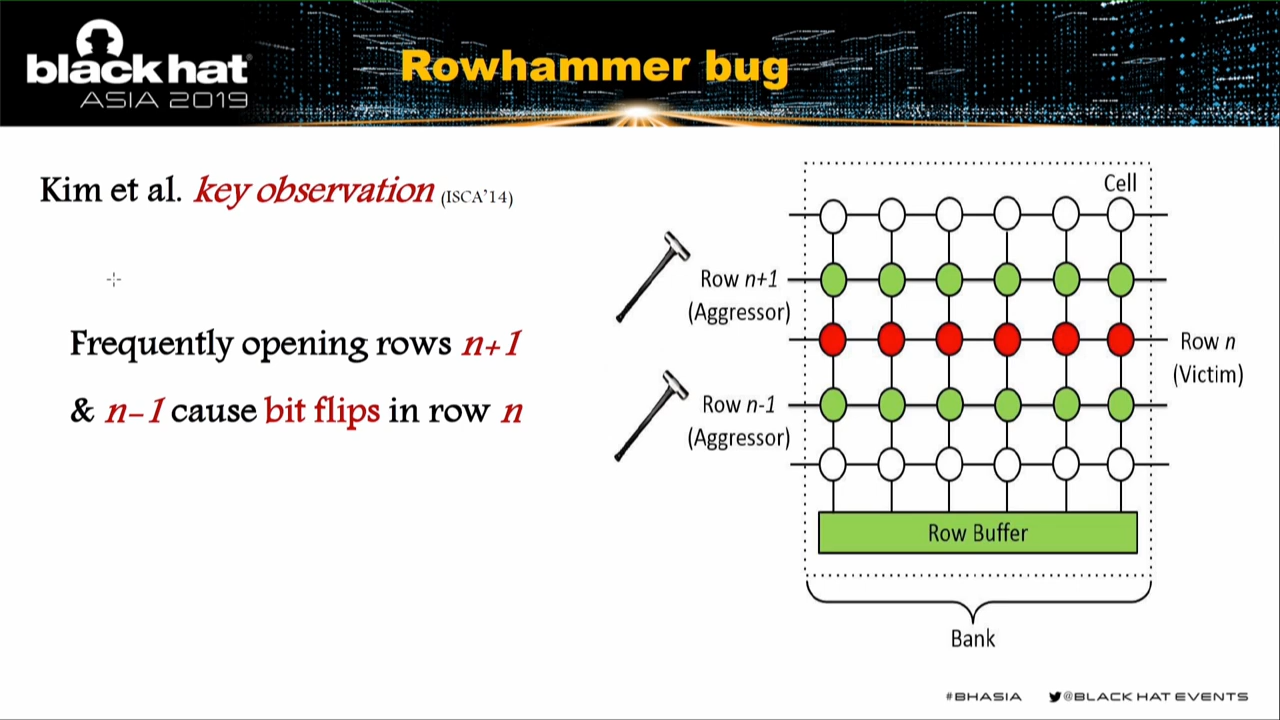 black hat
ASIA 2019
Rowhammer bug
Kim et al. key observation (ISCA'14)
Frequently opening rows n+1
& n-1 cause bit flips in row n
Cell
Row n+1
(Aggressor)
Row n
(Victim)
Row n-1
(Aggressor)
Row Buffer
Bank
#BHASIA
@BLACK HAT EVENTS